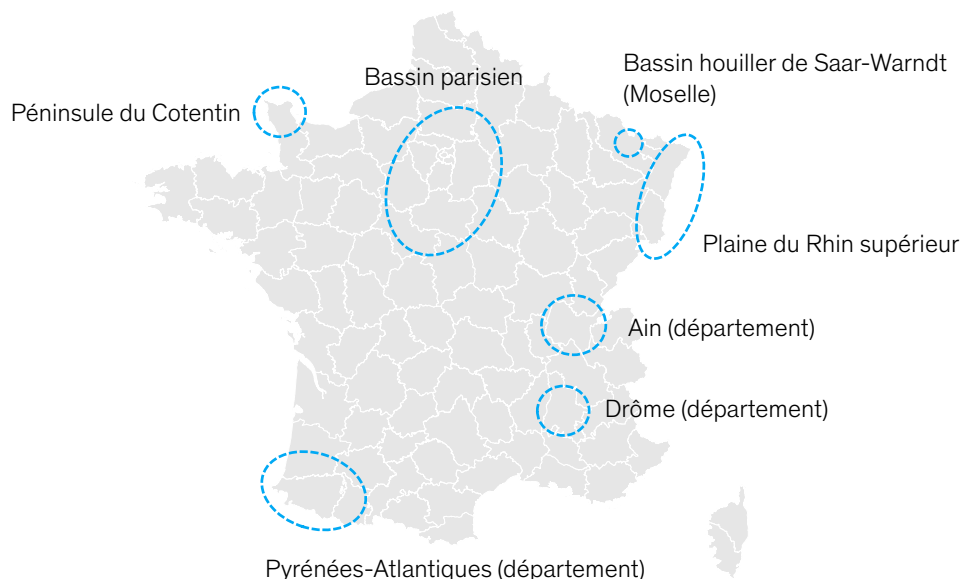 Bassin houiller de Saar-Warndt
(Moselle)
Bassin parisien
Péninsule du Cotentin
Plaine du Rhin supérieur
Ain (département)
Drôme (département)
Pyrénées-Atlantiques (département)